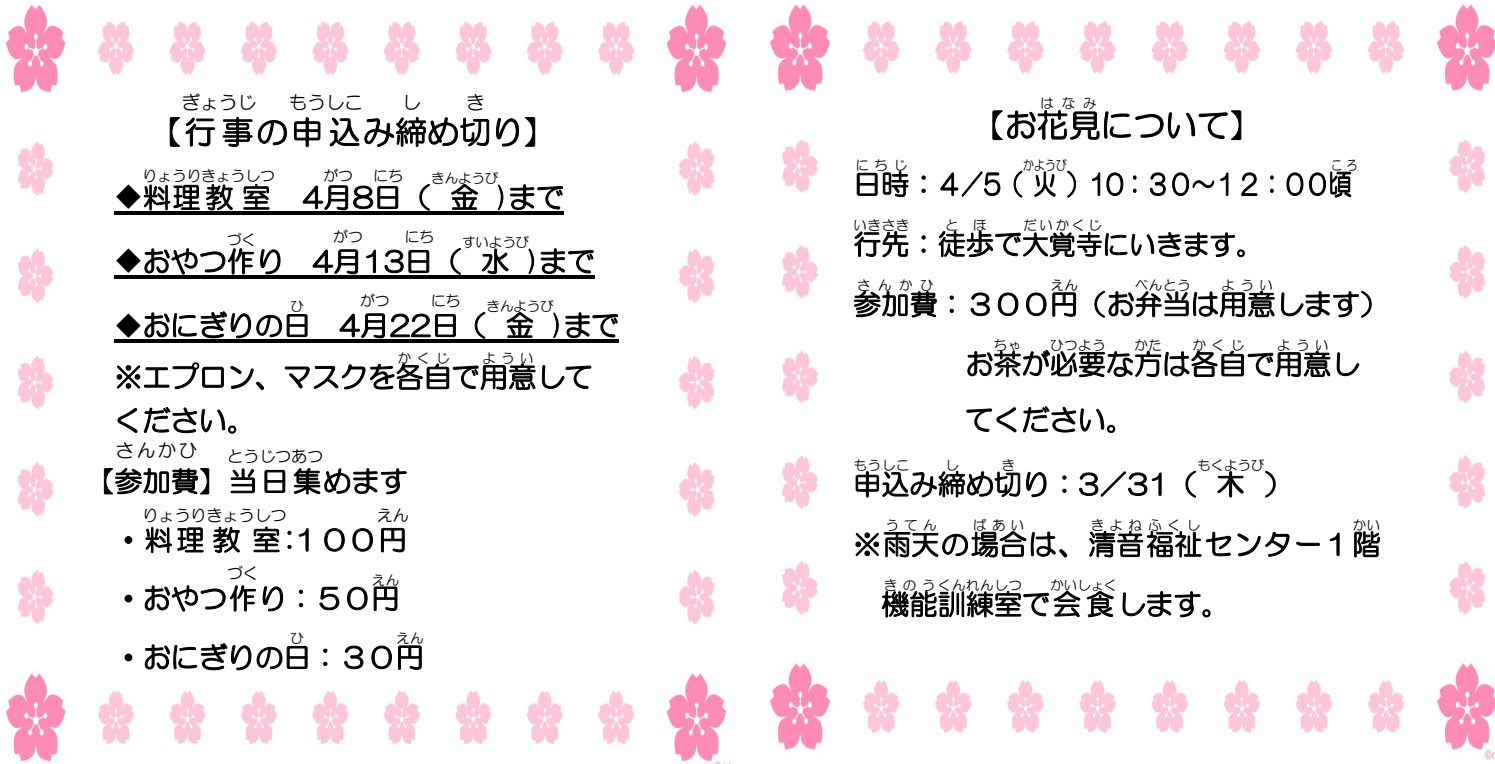 【行事の申込み締め切り】
◆料理教室　4月8日（金）まで
◆おやつ作り　4月13日（水）まで
◆おにぎりの日　4月22日（金）まで
※エプロン、マスクを各自で用意して
ください。
【参加費】当日集めます
・料理教室:１００円
・おやつ作り：５０円
・おにぎりの日：３０円
【お花見について】
日時：４／５（火）10：３０～１２：００頃
行先：徒歩で大覚寺にいきます。
参加費：３００円（お弁当は用意します）
お茶が必要な方は各自で用意し
てください。
申込み締め切り：３／３１（木）
※雨天の場合は、清音福祉センター１階
機能訓練室で会食します。